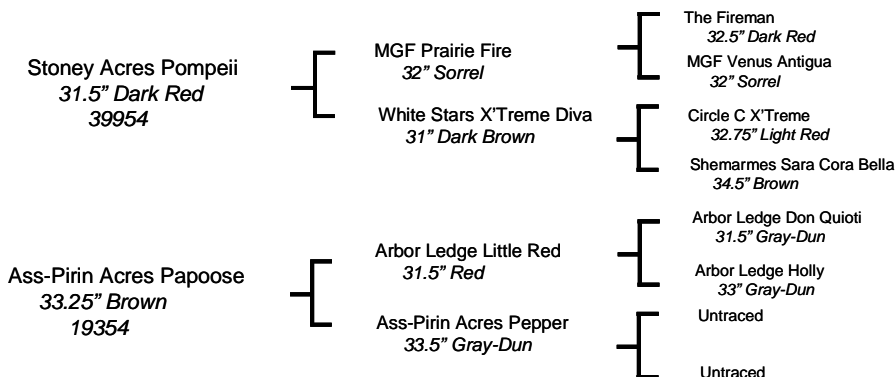 Stoney Acres Pompeii
31.5” Dark Red
39954
MGF Prairie Fire
32” Sorrel
White Stars X’Treme Diva
31” Dark Brown
The Fireman
32.5” Dark Red
MGF Venus Antigua
32” Sorrel
Circle C X’Treme
32.75” Light Red
Shemarmes Sara Cora Bella
34.5” Brown
Ass-Pirin Acres Papoose
33.25” Brown
19354
Arbor Ledge Little Red
31.5” Red
Ass-Pirin Acres Pepper
33.5” Gray-Dun
Arbor Ledge Don Quioti
31.5” Gray-Dun
Arbor Ledge Holly
33” Gray-Dun
Untraced
Untraced